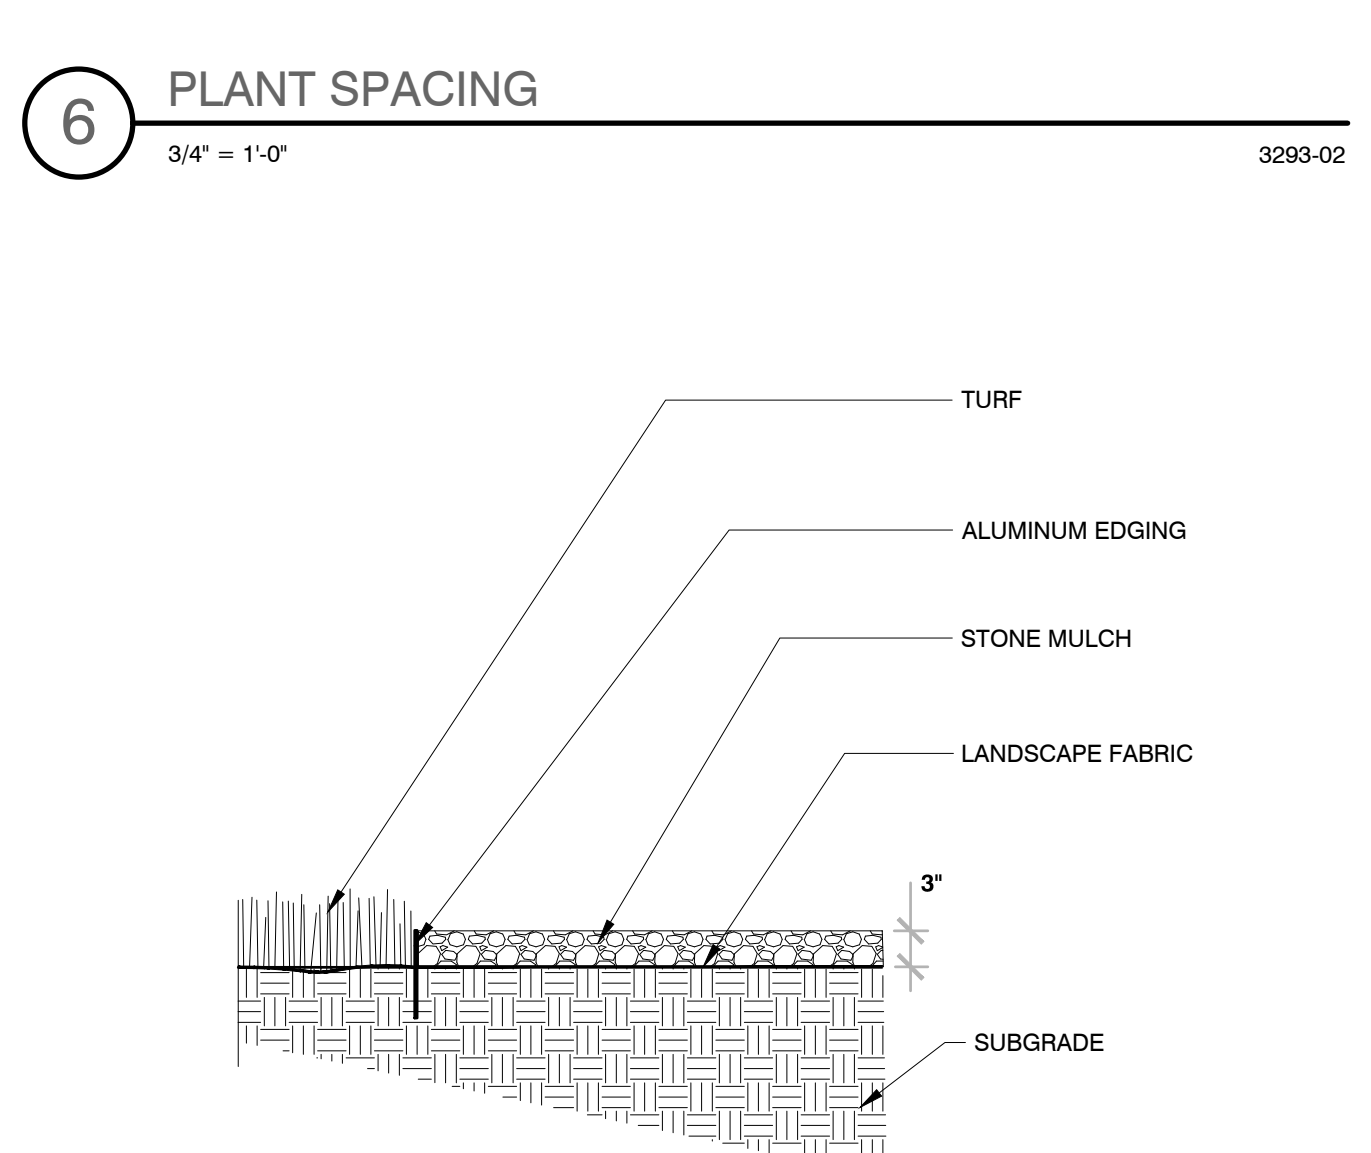 6
PLANT SPACING
3/4" = 1'-0"
3293-02
TURF
ALUMINUM EDGING
STONE MULCH
LANDSCAPE FABRIC
3"
SUBGRADE